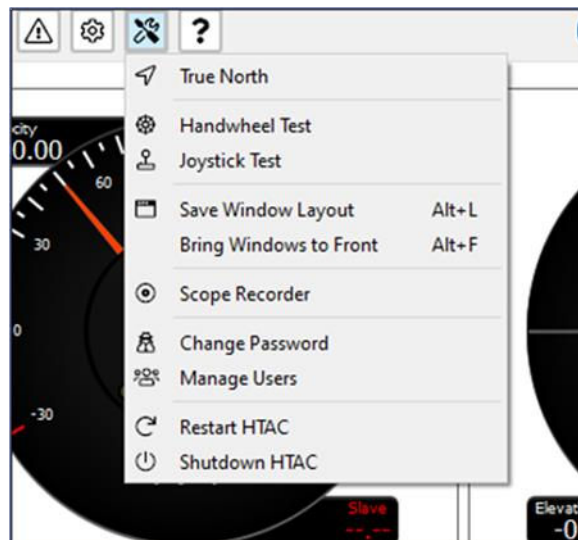 ?
True North
Handwheel Test
Joystick Test
Save Window Layout Alt+L
Bring Windows to Front Alt+F
Scope Recorder
Change Password
Manage Users
Restart HTAC
Shutdown HTAC
ocity
0.00
60
30
0
-30
Slave
--.--
Elevat
-0